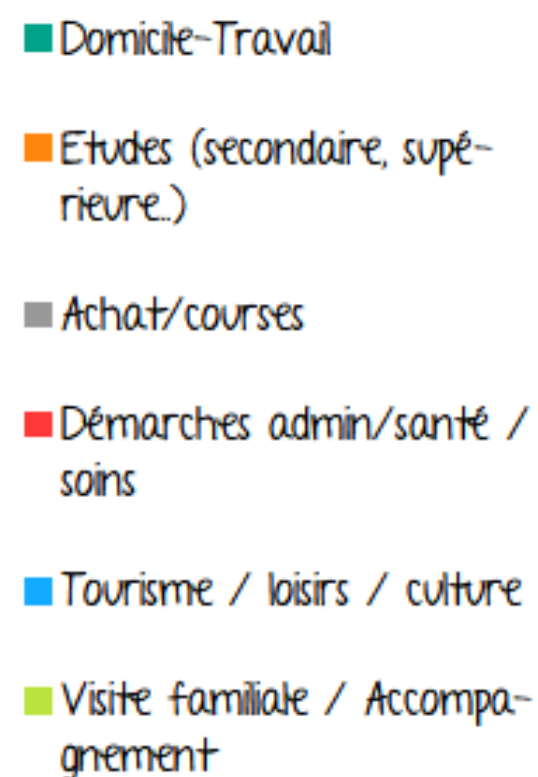 Domicile-Travail
Etudes (secondaire, supé-
rieure..)
Achat/courses
Démarches admin/santé /
soins
Tourisme / loisirs / culture
Visite familiale / Accompa-
gnement